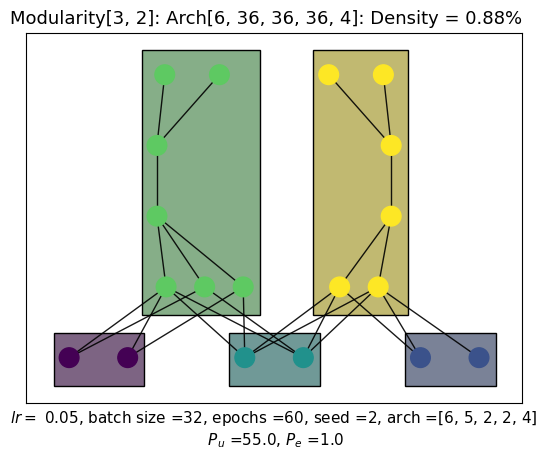 Modularity[3, 2]: Arch[6, 36, 36, 36, 4]: Density = 0.88%
lr = 0.05, batch size =32, epochs =60, seed =2, arch =[6, 5, 2, 2, 4]
P_u =55.0, P_e =1.0